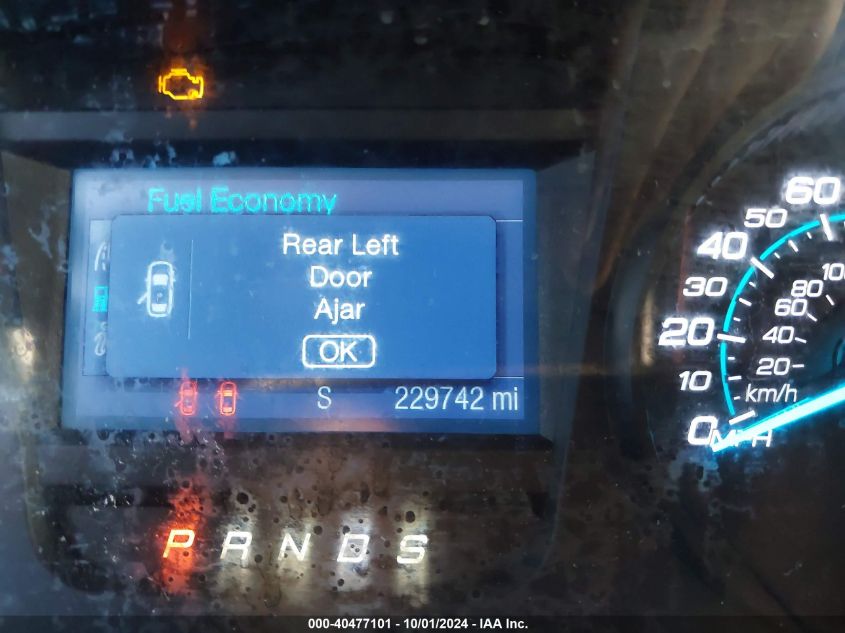 Fuel Economy
Rear Left
Door
Ajar
OK
S 229742 mi
P R N D S
60
50
40
30
20
10
0
MPH
100
80
60
40
20
km/h
000-40477101 - 10/01/2024 - IAA Inc.